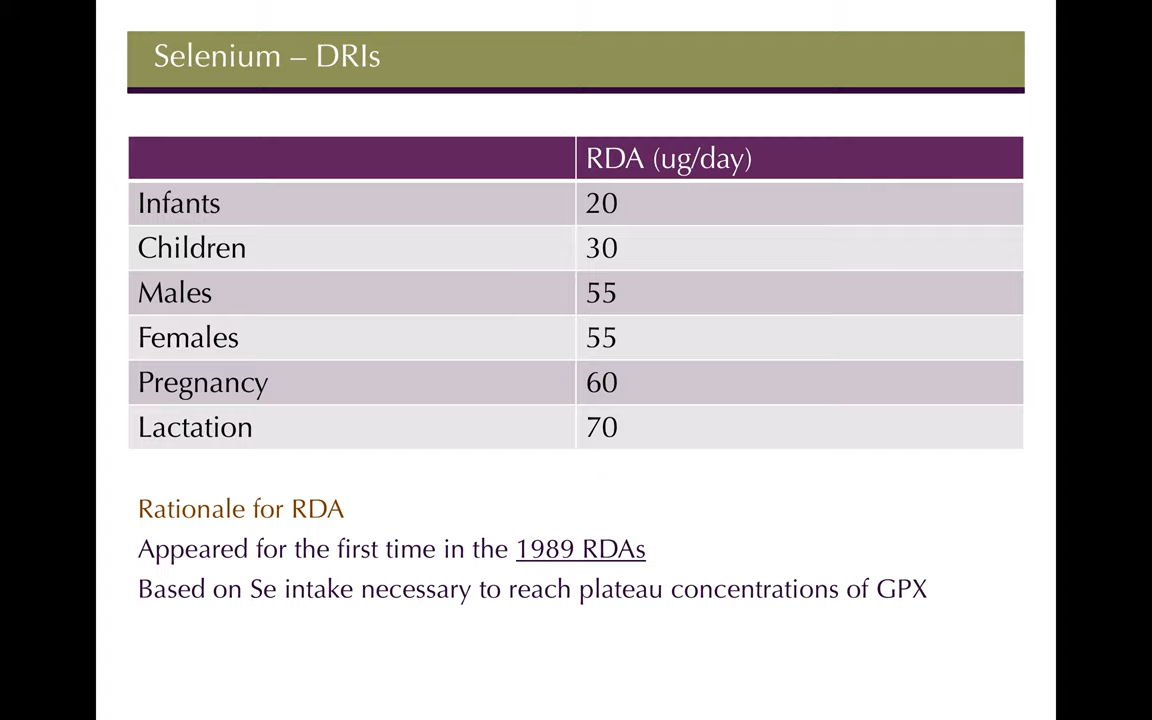 Selenium – DRIs
RDA (ug/day)
Infants 20
Children 30
Males 55
Females 55
Pregnancy 60
Lactation 70
Rationale for RDA
Appeared for the first time in the 1989 RDAs
Based on Se intake necessary to reach plateau concentrations of GPX